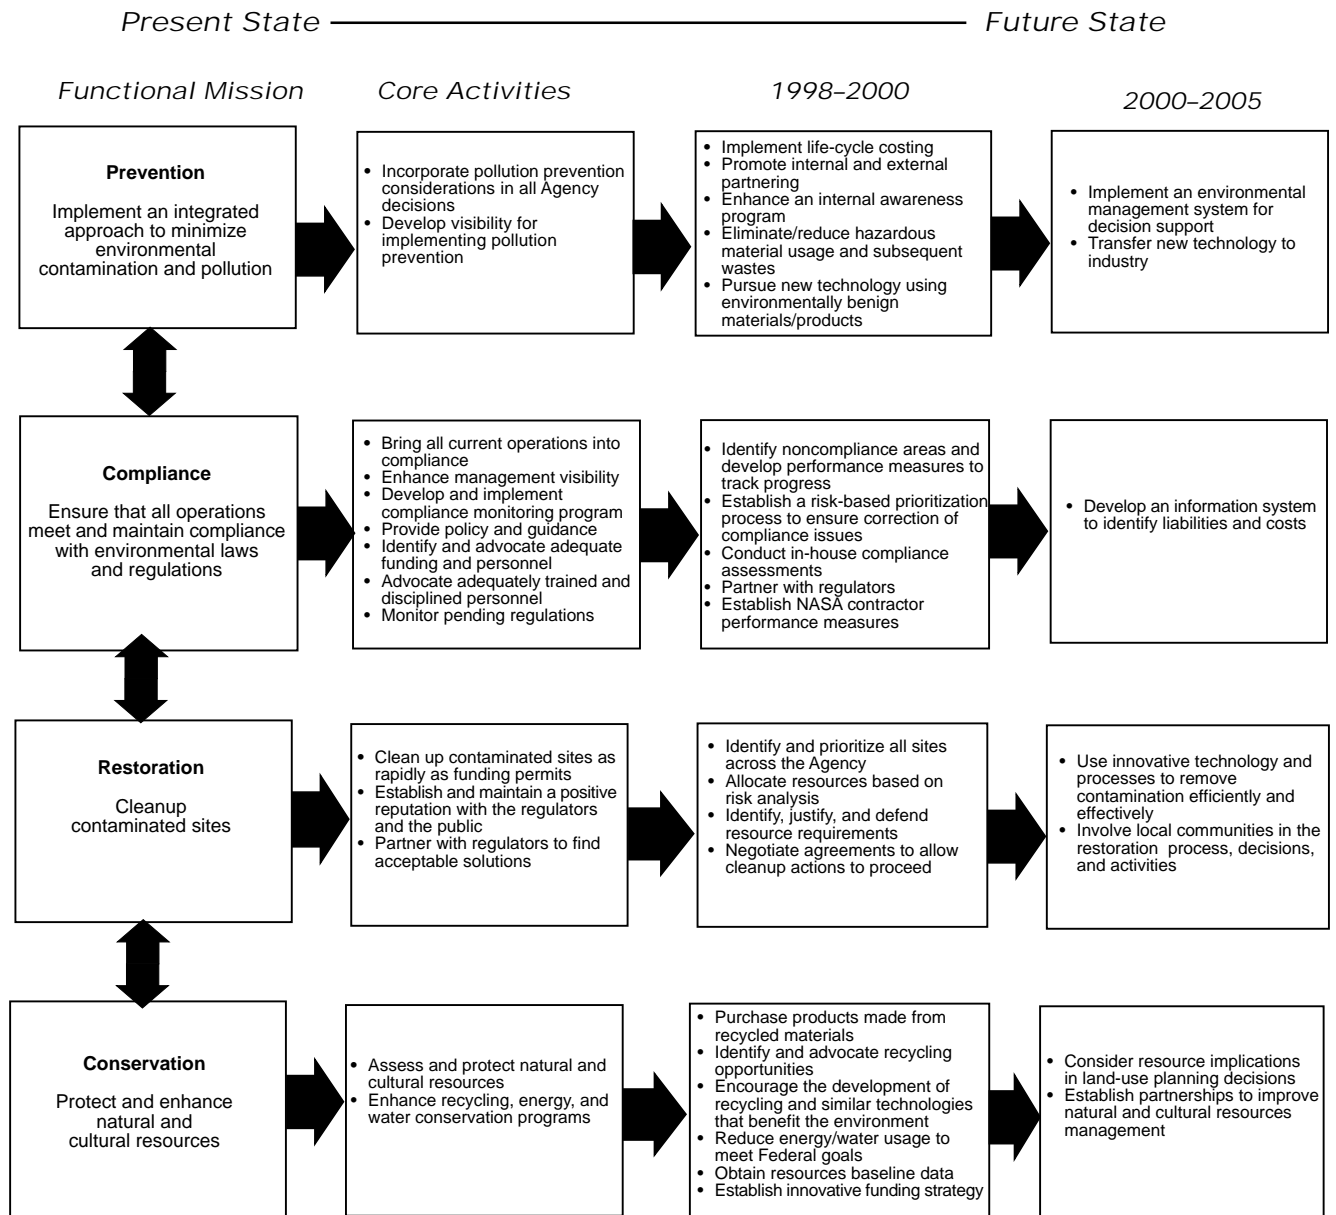 Present State
Future State
Functional Mission
Core Activities
1998–2000
2000–2005
Prevention
Implement an integrated
approach to minimize
environmental
contamination and pollution
• Incorporate pollution prevention
considerations in all Agency
decisions
• Develop visibility for
implementing pollution
prevention
• Implement life-cycle costing
• Promote internal and external
partnering
• Enhance an internal awareness
program
• Eliminate/reduce hazardous
material usage and subsequent
wastes
• Pursue new technology using
environmentally benign
materials/products
• Implement an environmental
management system for
decision support
• Transfer new technology to
industry
Compliance
Ensure that all operations
meet and maintain compliance
with environmental laws
and regulations
• Bring all current operations into
compliance
• Enhance management visibility
• Develop and implement
compliance monitoring program
• Provide policy and guidance
• Identify and advocate adequate
funding and personnel
• Advocate adequately trained and
disciplined personnel
• Monitor pending regulations
• Identify noncompliance areas and
develop performance measures to
track progress
• Establish a risk-based prioritization
process to ensure correction of
compliance issues
• Conduct in-house compliance
assessments
• Partner with regulators
• Establish NASA contractor
performance measures
• Develop an information system
to identify liabilities and costs
Restoration
Cleanup
contaminated sites
• Clean up contaminated sites as
rapidly as funding permits
• Establish and maintain a positive
reputation with the regulators
and the public
• Partner with regulators to find
acceptable solutions
• Identify and prioritize all sites
across the Agency
• Allocate resources based on
risk analysis
• Identify, justify, and defend
resource requirements
• Negotiate agreements to allow
cleanup actions to proceed
• Use innovative technology and
processes to remove
contamination efficiently and
effectively
• Involve local communities in the
restoration process, decisions,
and activities
Conservation
Protect and enhance
natural and
cultural resources
• Assess and protect natural and
cultural resources
• Enhance recycling, energy, and
water conservation programs
• Purchase products made from
recycled materials
• Identify and advocate recycling
opportunities
• Encourage the development of
recycling and similar technologies
that benefit the environment
• Reduce energy/water usage to
meet Federal goals
• Obtain resources baseline data
• Establish innovative funding strategy
• Consider resource implications
in land-use planning decisions
• Establish partnerships to improve
natural and cultural resources
management